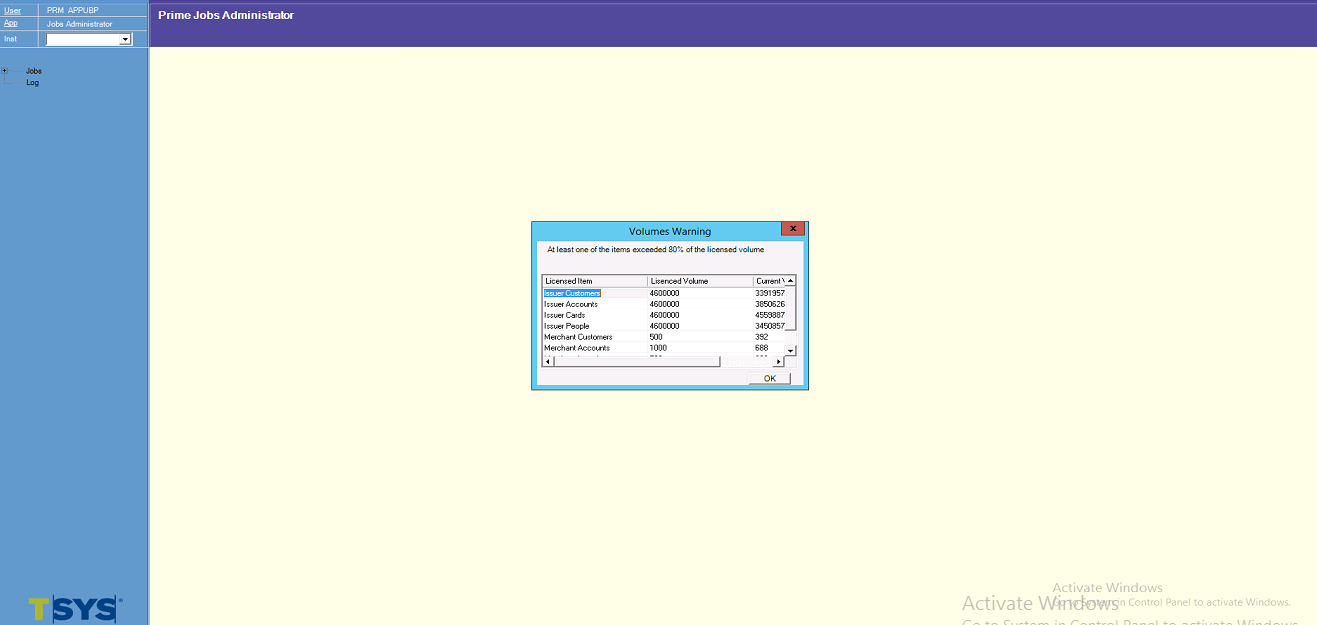 User PRM_APPUBP
App Jobs Administrator
Inst
Prime Jobs Administrator
Jobs
Log
Volumes Warning
At least one of the items exceeded 80% of the licensed volume
Licensed Item Lisenced Volume Current
Issuer Customers 4600000 3391957
Issuer Accounts 4600000 3850626
Issuer Cards 4600000 4559887
Issuer People 4600000 3450857
Merchant Customers 500 392
Merchant Accounts 1000 688
OK
TSYS®
Activate Windows
Go to System in Control Panel to activate Windows.
Activate Windows
Go to System in Control Panel to activate Windows.